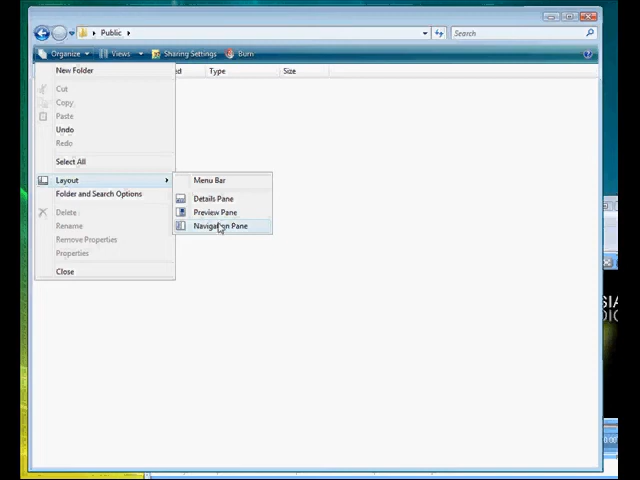 Public
Search
Organize Views Sharing Settings Burn
Type Size
New Folder
Cut
Copy
Paste
Undo
Redo
Select All
Layout
Folder and Search Options
Delete
Rename
Remove Properties
Properties
Close
Menu Bar
Details Pane
Preview Pane
Navigation Pane